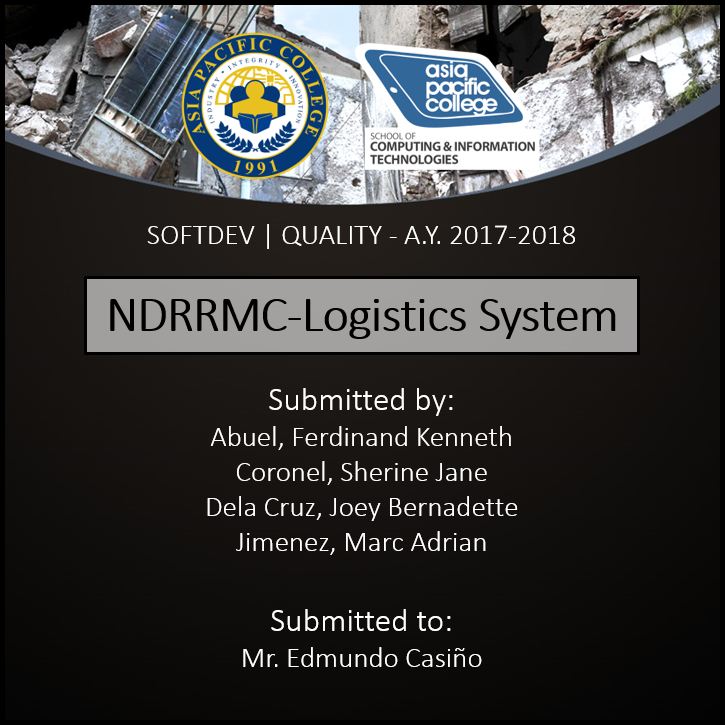 ASIA PACIFIC COLLEGE
INDUSTRY • INTEGRITY • INNOVATION
1991
asia
pacific
college
SCHOOL OF
COMPUTING & INFORMATION
TECHNOLOGIES
SOFTDEV | QUALITY - A.Y. 2017-2018
NDRRMC-Logistics System
Submitted by:
Abuel, Ferdinand Kenneth
Coronel, Sherine Jane
Dela Cruz, Joey Bernadette
Jimenez, Marc Adrian
Submitted to:
Mr. Edmundo Casiño